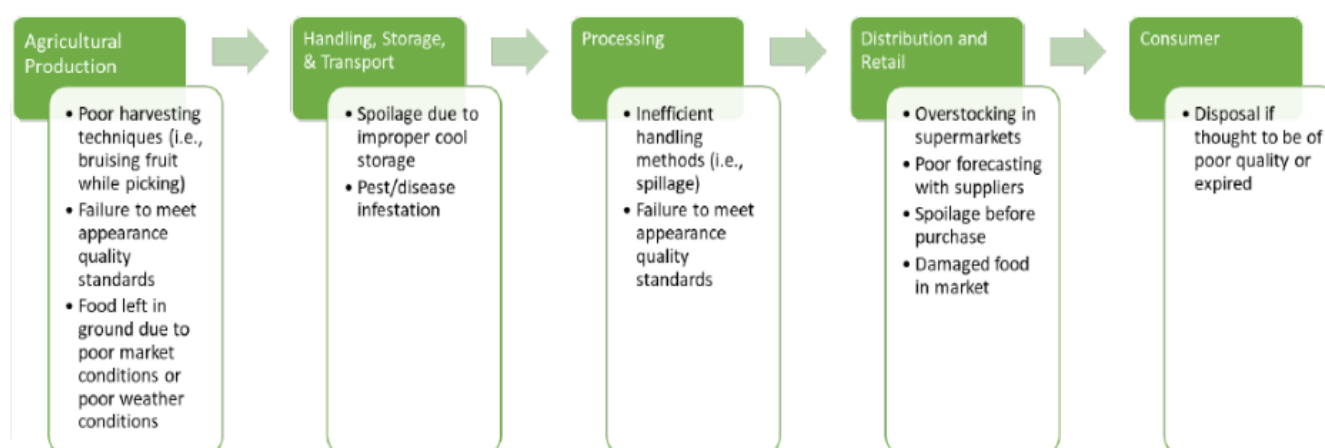 Agricultural
Production
• Poor harvesting
techniques (i.e.,
bruising fruit
while picking)
• Failure to meet
appearance
quality
standards
• Food left in
ground due to
poor market
conditions or
poor weather
conditions
Handling, Storage,
& Transport
• Spoilage due to
improper cool
storage
• Pest/disease
infestation
Processing
• Inefficient
handling
methods (i.e.,
spillage)
• Failure to meet
appearance
quality
standards
Distribution and
Retail
• Overstocking in
supermarkets
• Poor forecasting
with suppliers
• Spoilage before
purchase
• Damaged food
in market
Consumer
• Disposal if
thought to be of
poor quality or
expired